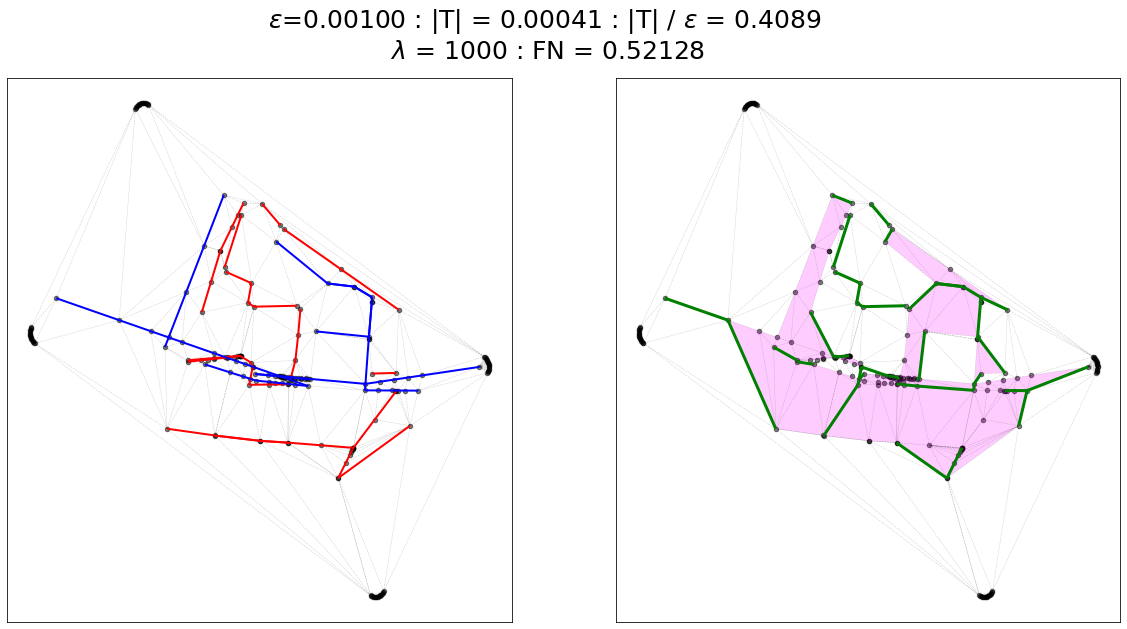 ε=0.00100 : |T| = 0.00041 : |T| / ε = 0.4089
λ = 1000 : FN = 0.52128